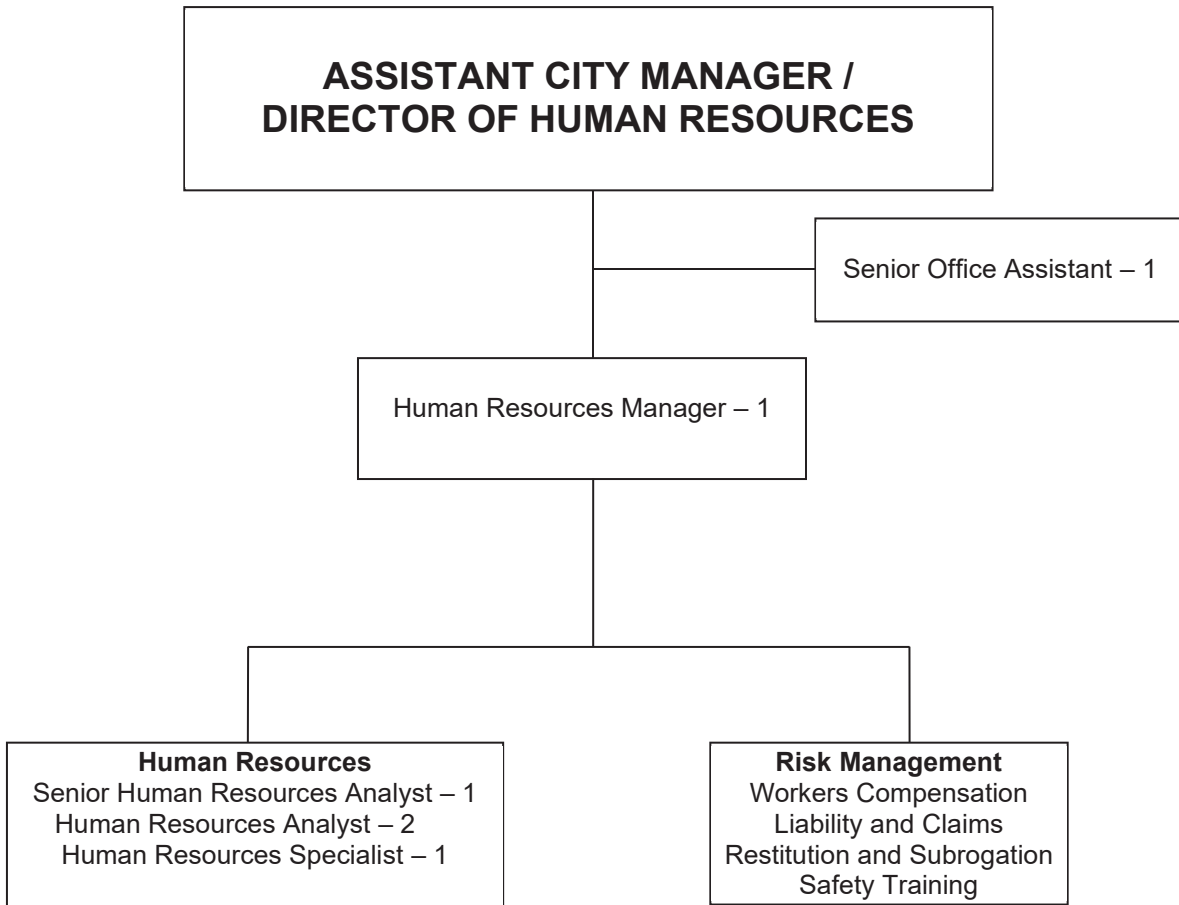 ASSISTANT CITY MANAGER /
DIRECTOR OF HUMAN RESOURCES
Senior Office Assistant – 1
Human Resources Manager – 1
Human Resources
Senior Human Resources Analyst – 1
Human Resources Analyst – 2
Human Resources Specialist – 1
Risk Management
Workers Compensation
Liability and Claims
Restitution and Subrogation
Safety Training